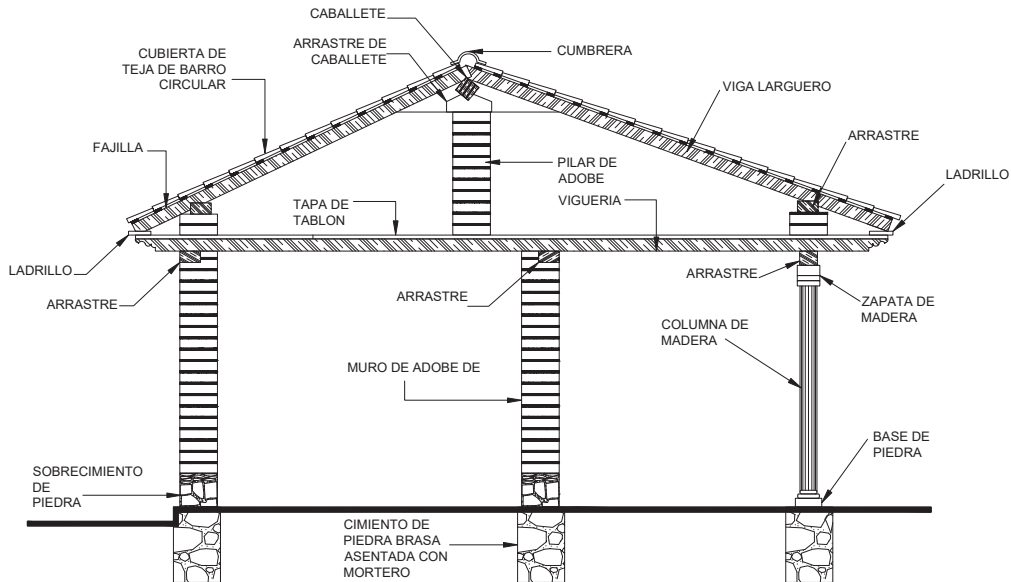 CABALLETE
ARRASTRE DE
CABALLETE
CUMBRERA
CUBIERTA DE
TEJA DE BARRO
CIRCULAR
VIGA LARGUERO
FAJILLA
ARRASTRE
PILAR DE
ADOBE
LADRILLO
TAPA DE
TABLON
VIGUERIA
LADRILLO
ARRASTRE
ARRASTRE
ARRASTRE
ZAPATA DE
MADERA
COLUMNA DE
MADERA
MURO DE ADOBE DE
BASE DE
PIEDRA
SOBRECIMIENTO
DE
PIEDRA
CIMIENTO DE
PIEDRA BRASA
ASENTADA CON
MORTERO